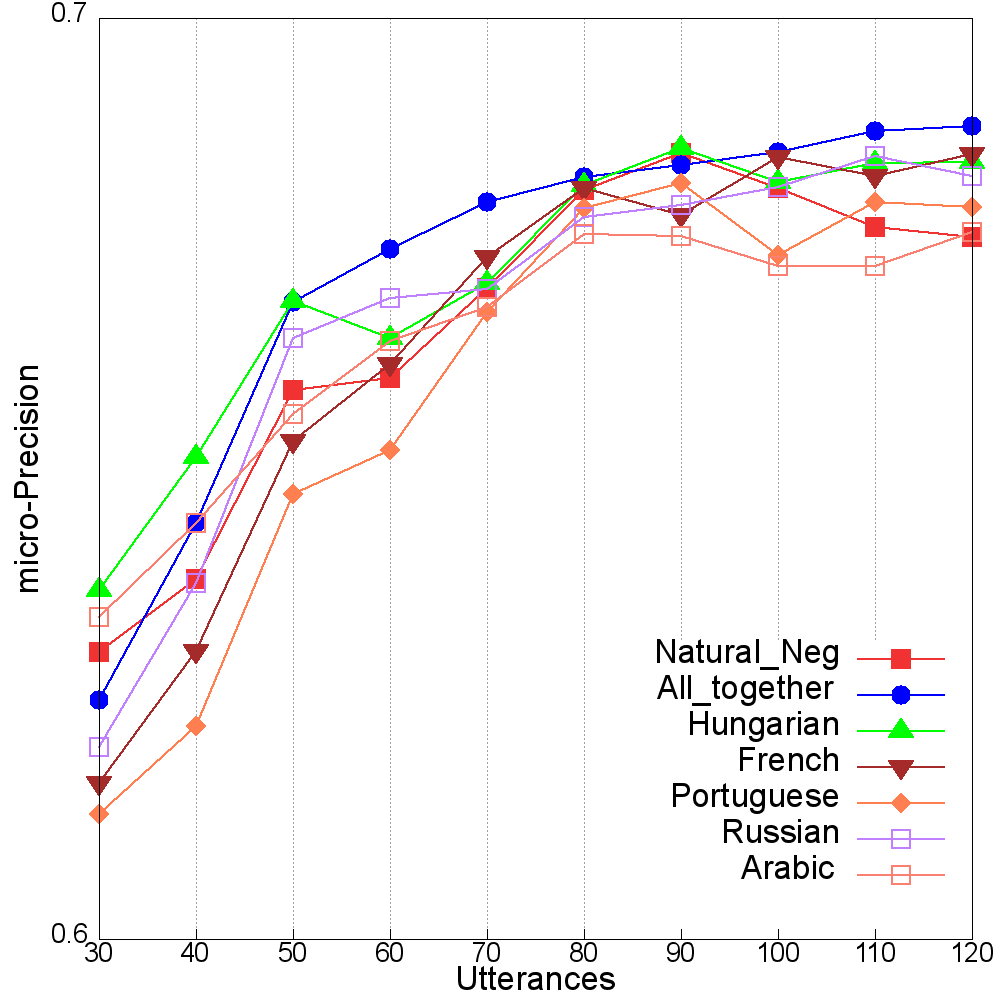 0.7
micro-Precision
Natural_Neg
All_together
Hungarian
French
Portuguese
Russian
Arabic
0.6
30 40 50 60 70 80 90 100 110 120
Utterances